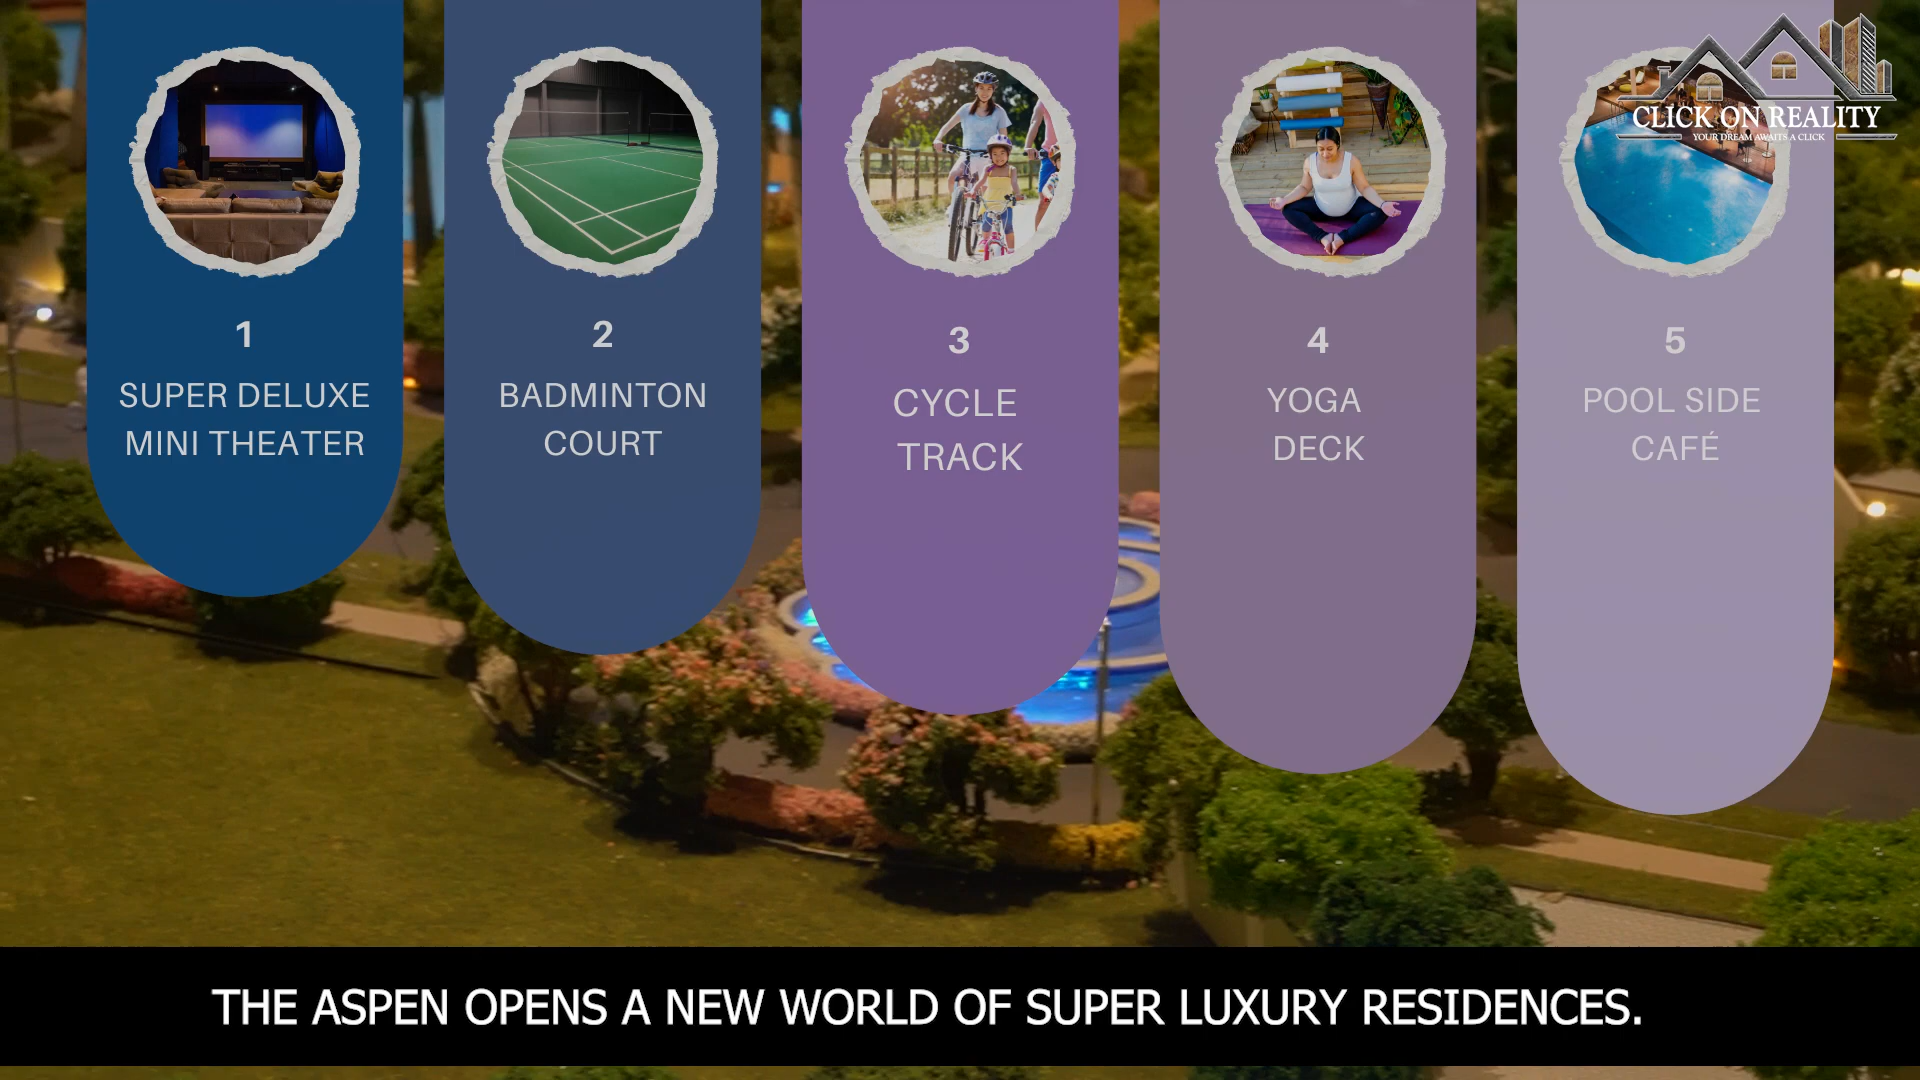 CLICK ON REALITY
YOUR DREAM AWAITS A CLICK
1
SUPER DELUXE
MINI THEATER
2
BADMINTON
COURT
3
CYCLE
TRACK
4
YOGA
DECK
5
POOL SIDE
CAFÉ
THE ASPEN OPENS A NEW WORLD OF SUPER LUXURY RESIDENCES.